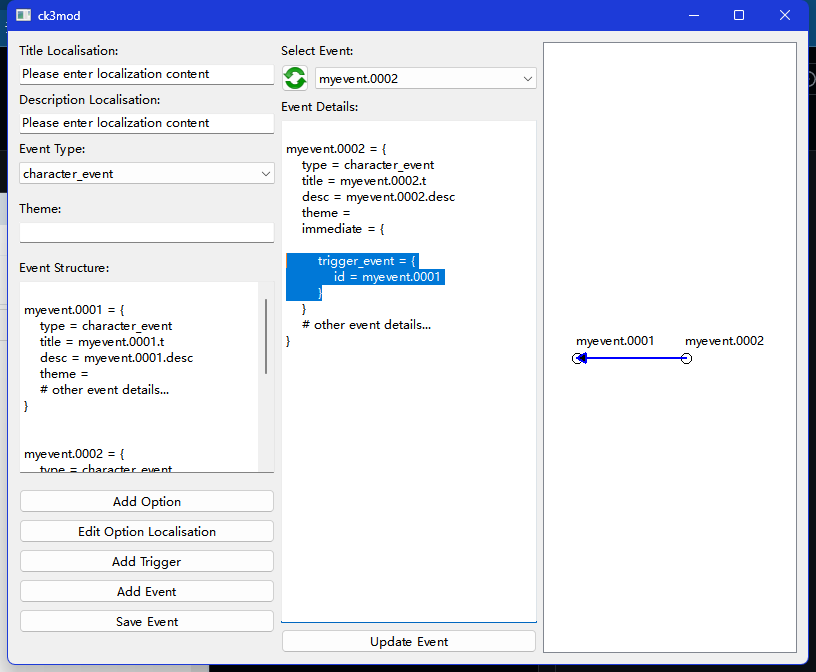 ck3mod
Title Localisation:
Please enter localization content
Description Localisation:
Please enter localization content
Event Type:
character_event
Theme:
Event Structure:
myevent.0001 = {
type = character_event
title = myevent.0001.t
desc = myevent.0001.desc
theme =
# other event details...
}
myevent.0002 = {
type = character_event
Add Option
Edit Option Localisation
Add Trigger
Add Event
Save Event
Select Event:
myevent.0002
Event Details:
myevent.0002 = {
type = character_event
title = myevent.0002.t
desc = myevent.0002.desc
theme =
immediate = {
trigger_event = {
id = myevent.0001
}
}
# other event details...
}
Update Event
myevent.0001
myevent.0002